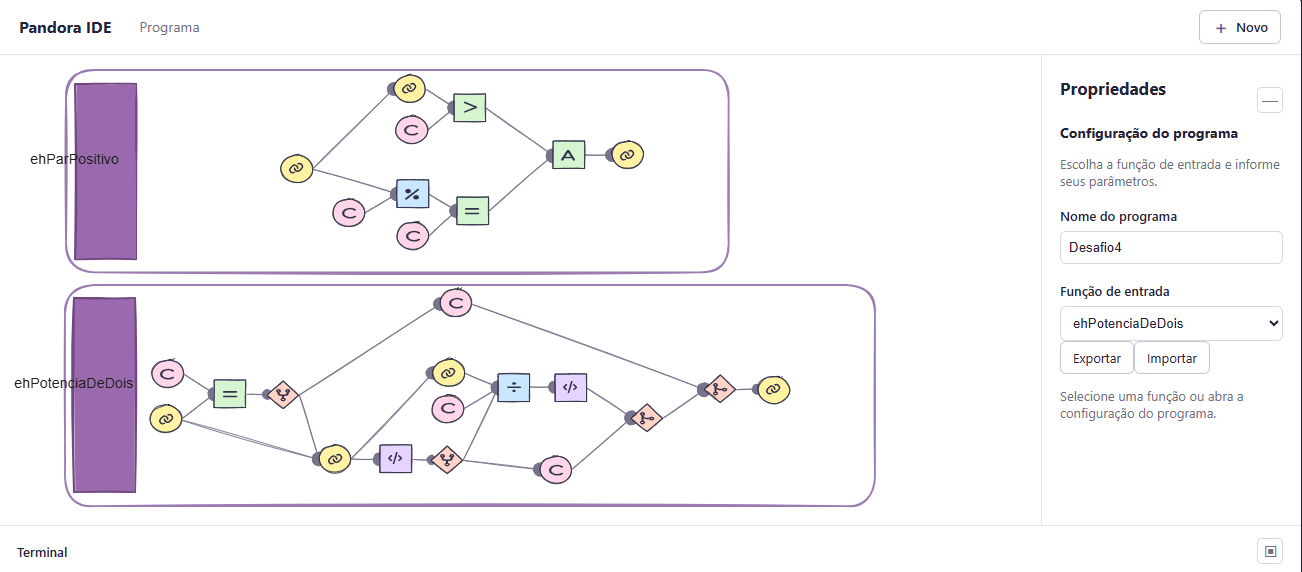 Pandora IDE
Programa
+ Novo
ehParPositivo
C
>
A
%
C
=
C
ehPotenciaDeDois
C
C
=
÷
</>
C
</>
C
Propriedades
Configuração do programa
Escolha a função de entrada e informe
seus parâmetros.
Nome do programa
Desafio4
Função de entrada
ehPotenciaDeDois
Exportar
Importar
Selecione uma função ou abra a
configuração do programa.
Terminal